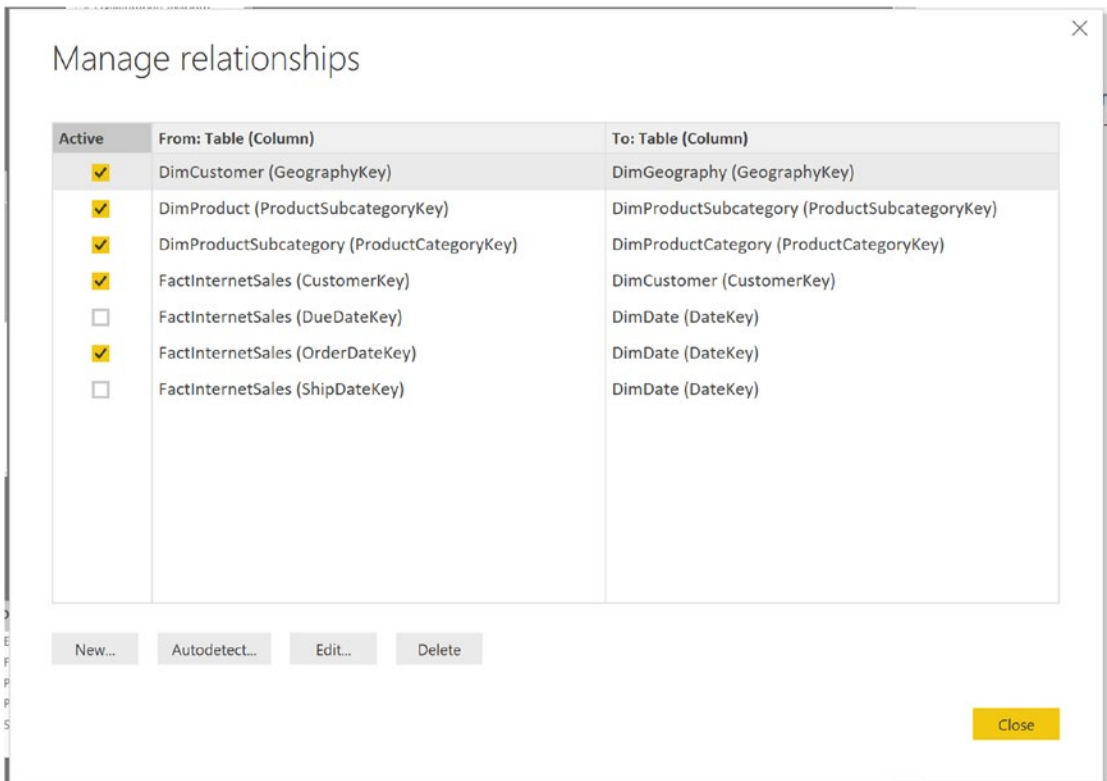 Manage relationships
Active From: Table (Column) To: Table (Column)
DimCustomer (GeographyKey) DimGeography (GeographyKey)
DimProduct (ProductSubcategoryKey) DimProductSubcategory (ProductSubcategoryKey)
DimProductSubcategory (ProductCategoryKey) DimProductCategory (ProductCategoryKey)
FactInternetSales (CustomerKey) DimCustomer (CustomerKey)
FactInternetSales (DueDateKey) DimDate (DateKey)
FactInternetSales (OrderDateKey) DimDate (DateKey)
FactInternetSales (ShipDateKey) DimDate (DateKey)
New... Autodetect... Edit... Delete
Close